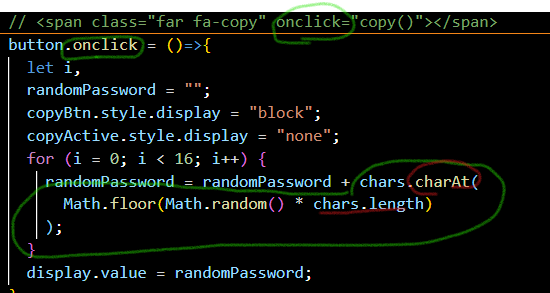 // <span class="far fa-copy" onclick="copy()"></span>
button.onclick = ()=>{
let i,
randomPassword = "";
copyBtn.style.display = "block";
copyActive.style.display = "none";
for (i = 0; i < 16; i++) {
randomPassword = randomPassword + chars.charAt(
Math.floor(Math.random() * chars.length)
);
}
display.value = randomPassword;